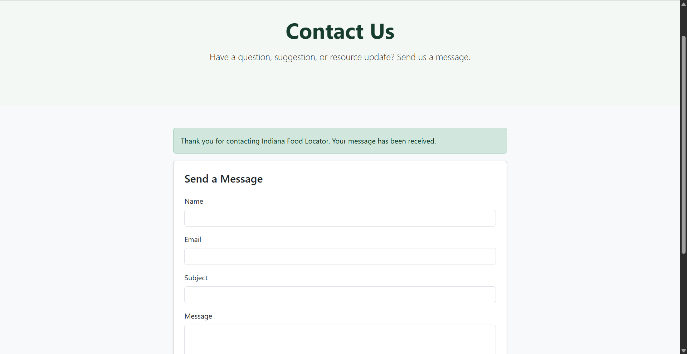 Contact Us
Have a question, suggestion, or resource update? Send us a message.
Thank you for contacting Indiana Food Locator. Your message has been received.
Send a Message
Name
Email
Subject
Message